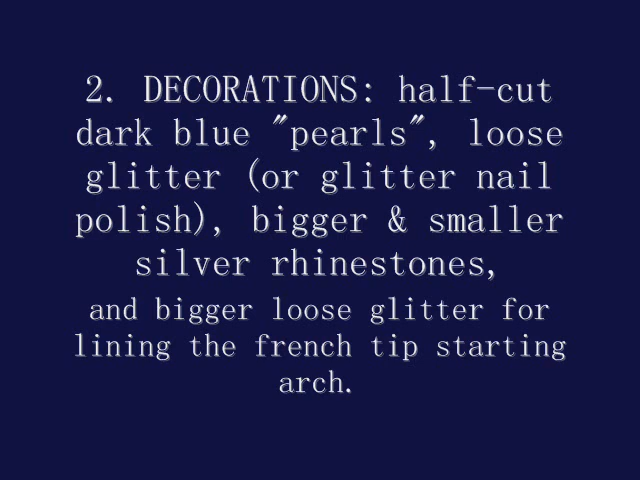 2. DECORATIONS: half-cut
dark blue "pearls", loose
glitter (or glitter nail
polish), bigger & smaller
silver rhinestones,
and bigger loose glitter for
lining the french tip starting
arch.